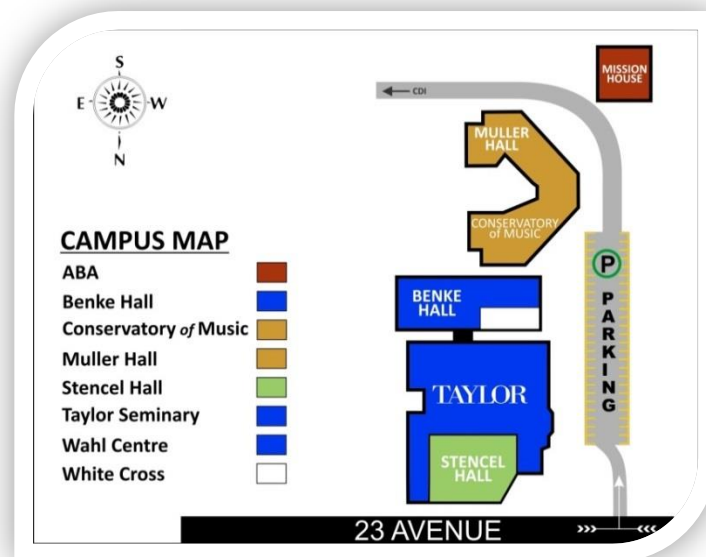 S
E W
N
CDI
MISSION
HOUSE
MULLER
HALL
CONSERVATORY
of MUSIC
CAMPUS MAP
ABA
Benke Hall
Conservatory of Music
Muller Hall
Stencel Hall
Taylor Seminary
Wahl Centre
White Cross
BENKE
HALL
P
PARKING
TAYLOR
STENCEL
HALL
23 AVENUE